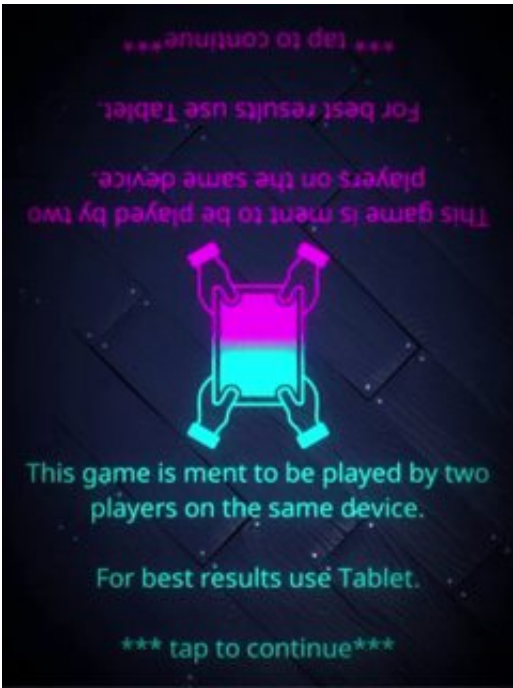 *** tap to continue***
For best results use Tablet.
players on the same device.
This game is ment to be played by two
This game is ment to be played by two
players on the same device.
For best results use Tablet.
*** tap to continue***